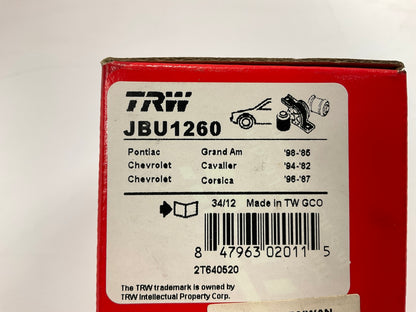 TRW
JBU1260
Pontiac Grand Am '98-'85
Chevrolet Cavalier '94-'82
Chevrolet Corsica '96-'87
34/12 Made in TW GCO
8 47963 02011 5
2T640520
The TRW trademark is owned by
TRW Intellectual Property Corp.